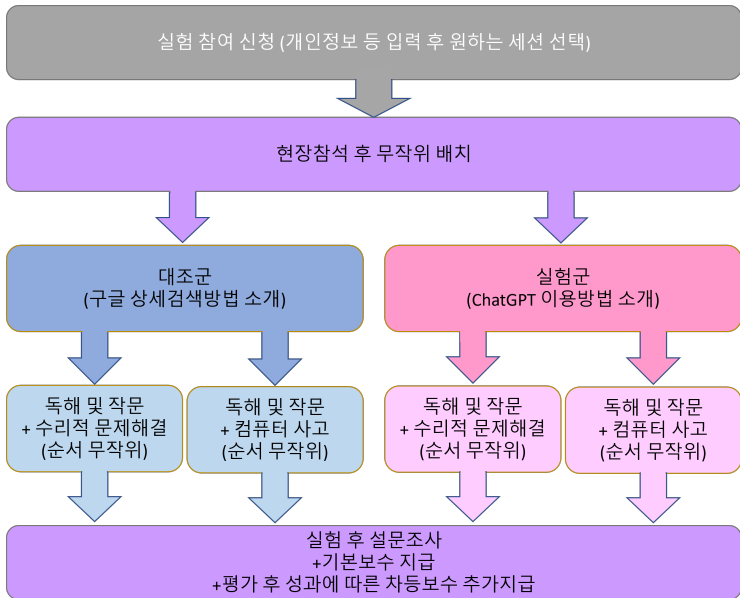 실험 참여 신청 (개인정보 등 입력 후 원하는 세션 선택)
현장참석 후 무작위 배치
대조군
(구글 상세검색방법 소개)
실험군
(ChatGPT 이용방법 소개)
독해 및 작문
+ 수리적 문제해결
(순서 무작위)
독해 및 작문
+ 컴퓨터 사고
(순서 무작위)
독해 및 작문
+ 수리적 문제해결
(순서 무작위)
독해 및 작문
+ 컴퓨터 사고
(순서 무작위)
실험 후 설문조사
+기본보수 지급
+평가 후 성과에 따른 차등보수 추가지급